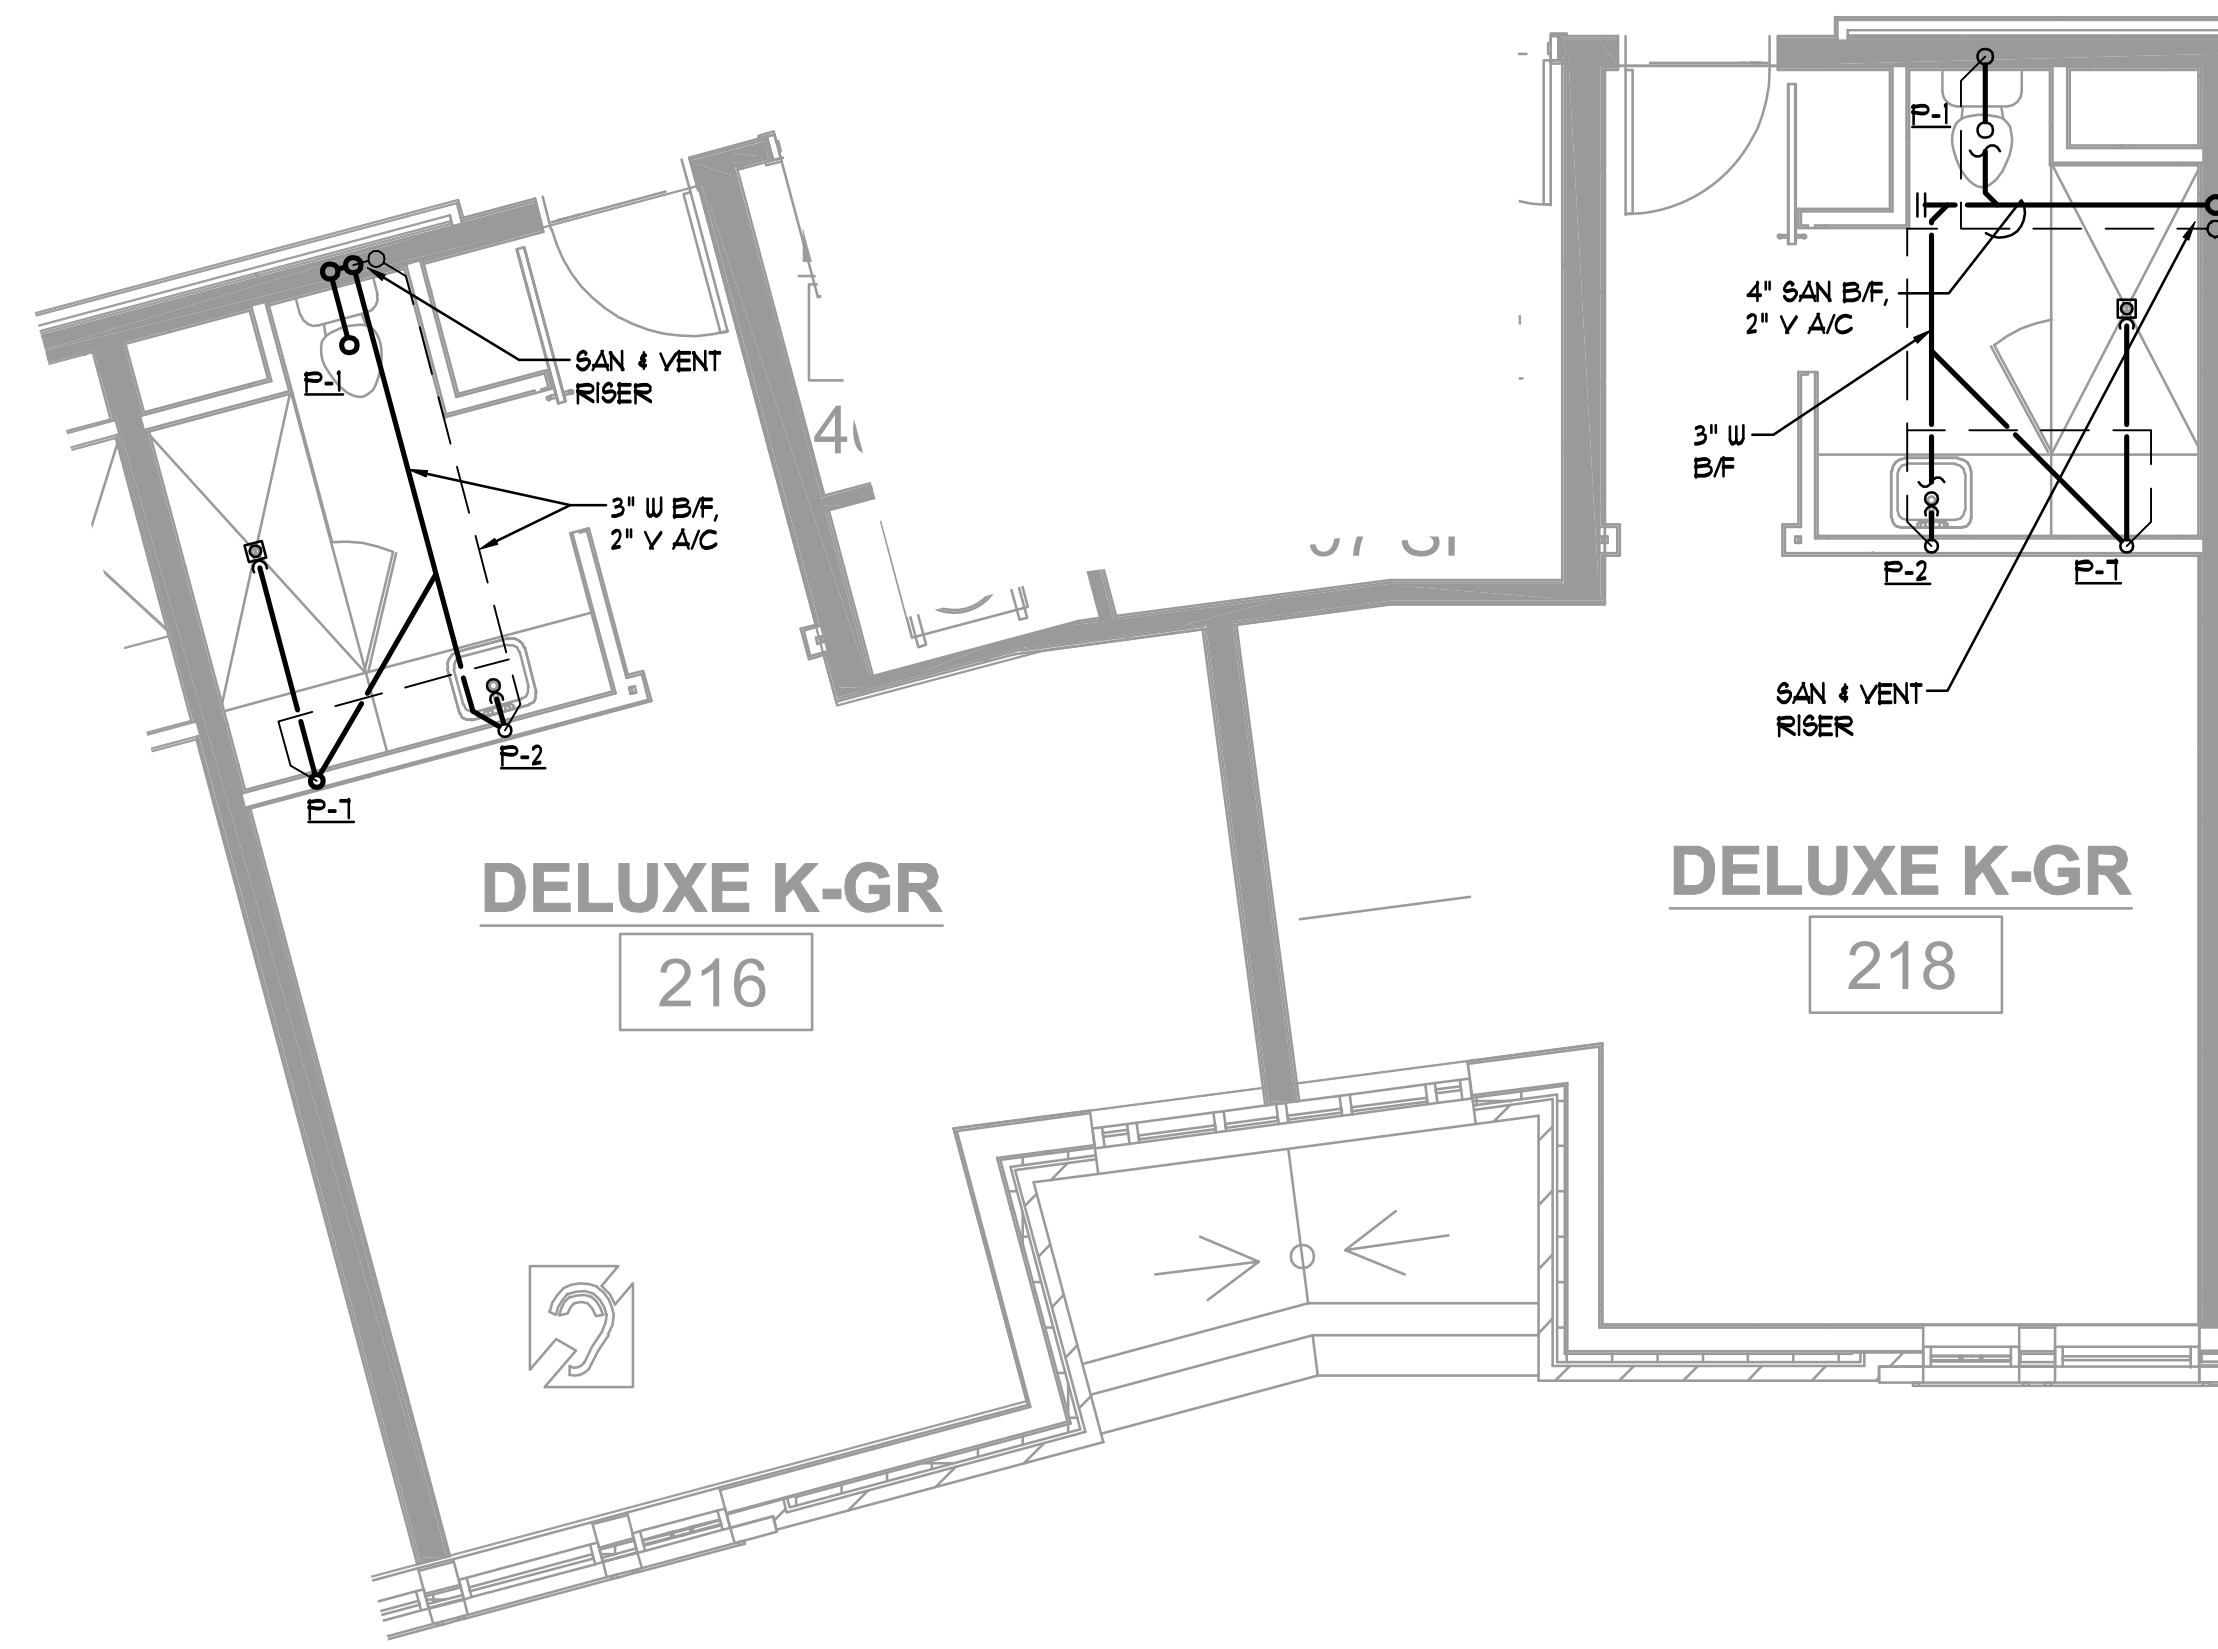 P-1
SAN & VENT
RISER
P-1
4" SAN B/F,
2" V A/C
3" W
B/F
3" W B/F,
2" V A/C
P-2
P-7
P-2
P-7
SAN & VENT
RISER
DELUXE K-GR
216
DELUXE K-GR
218